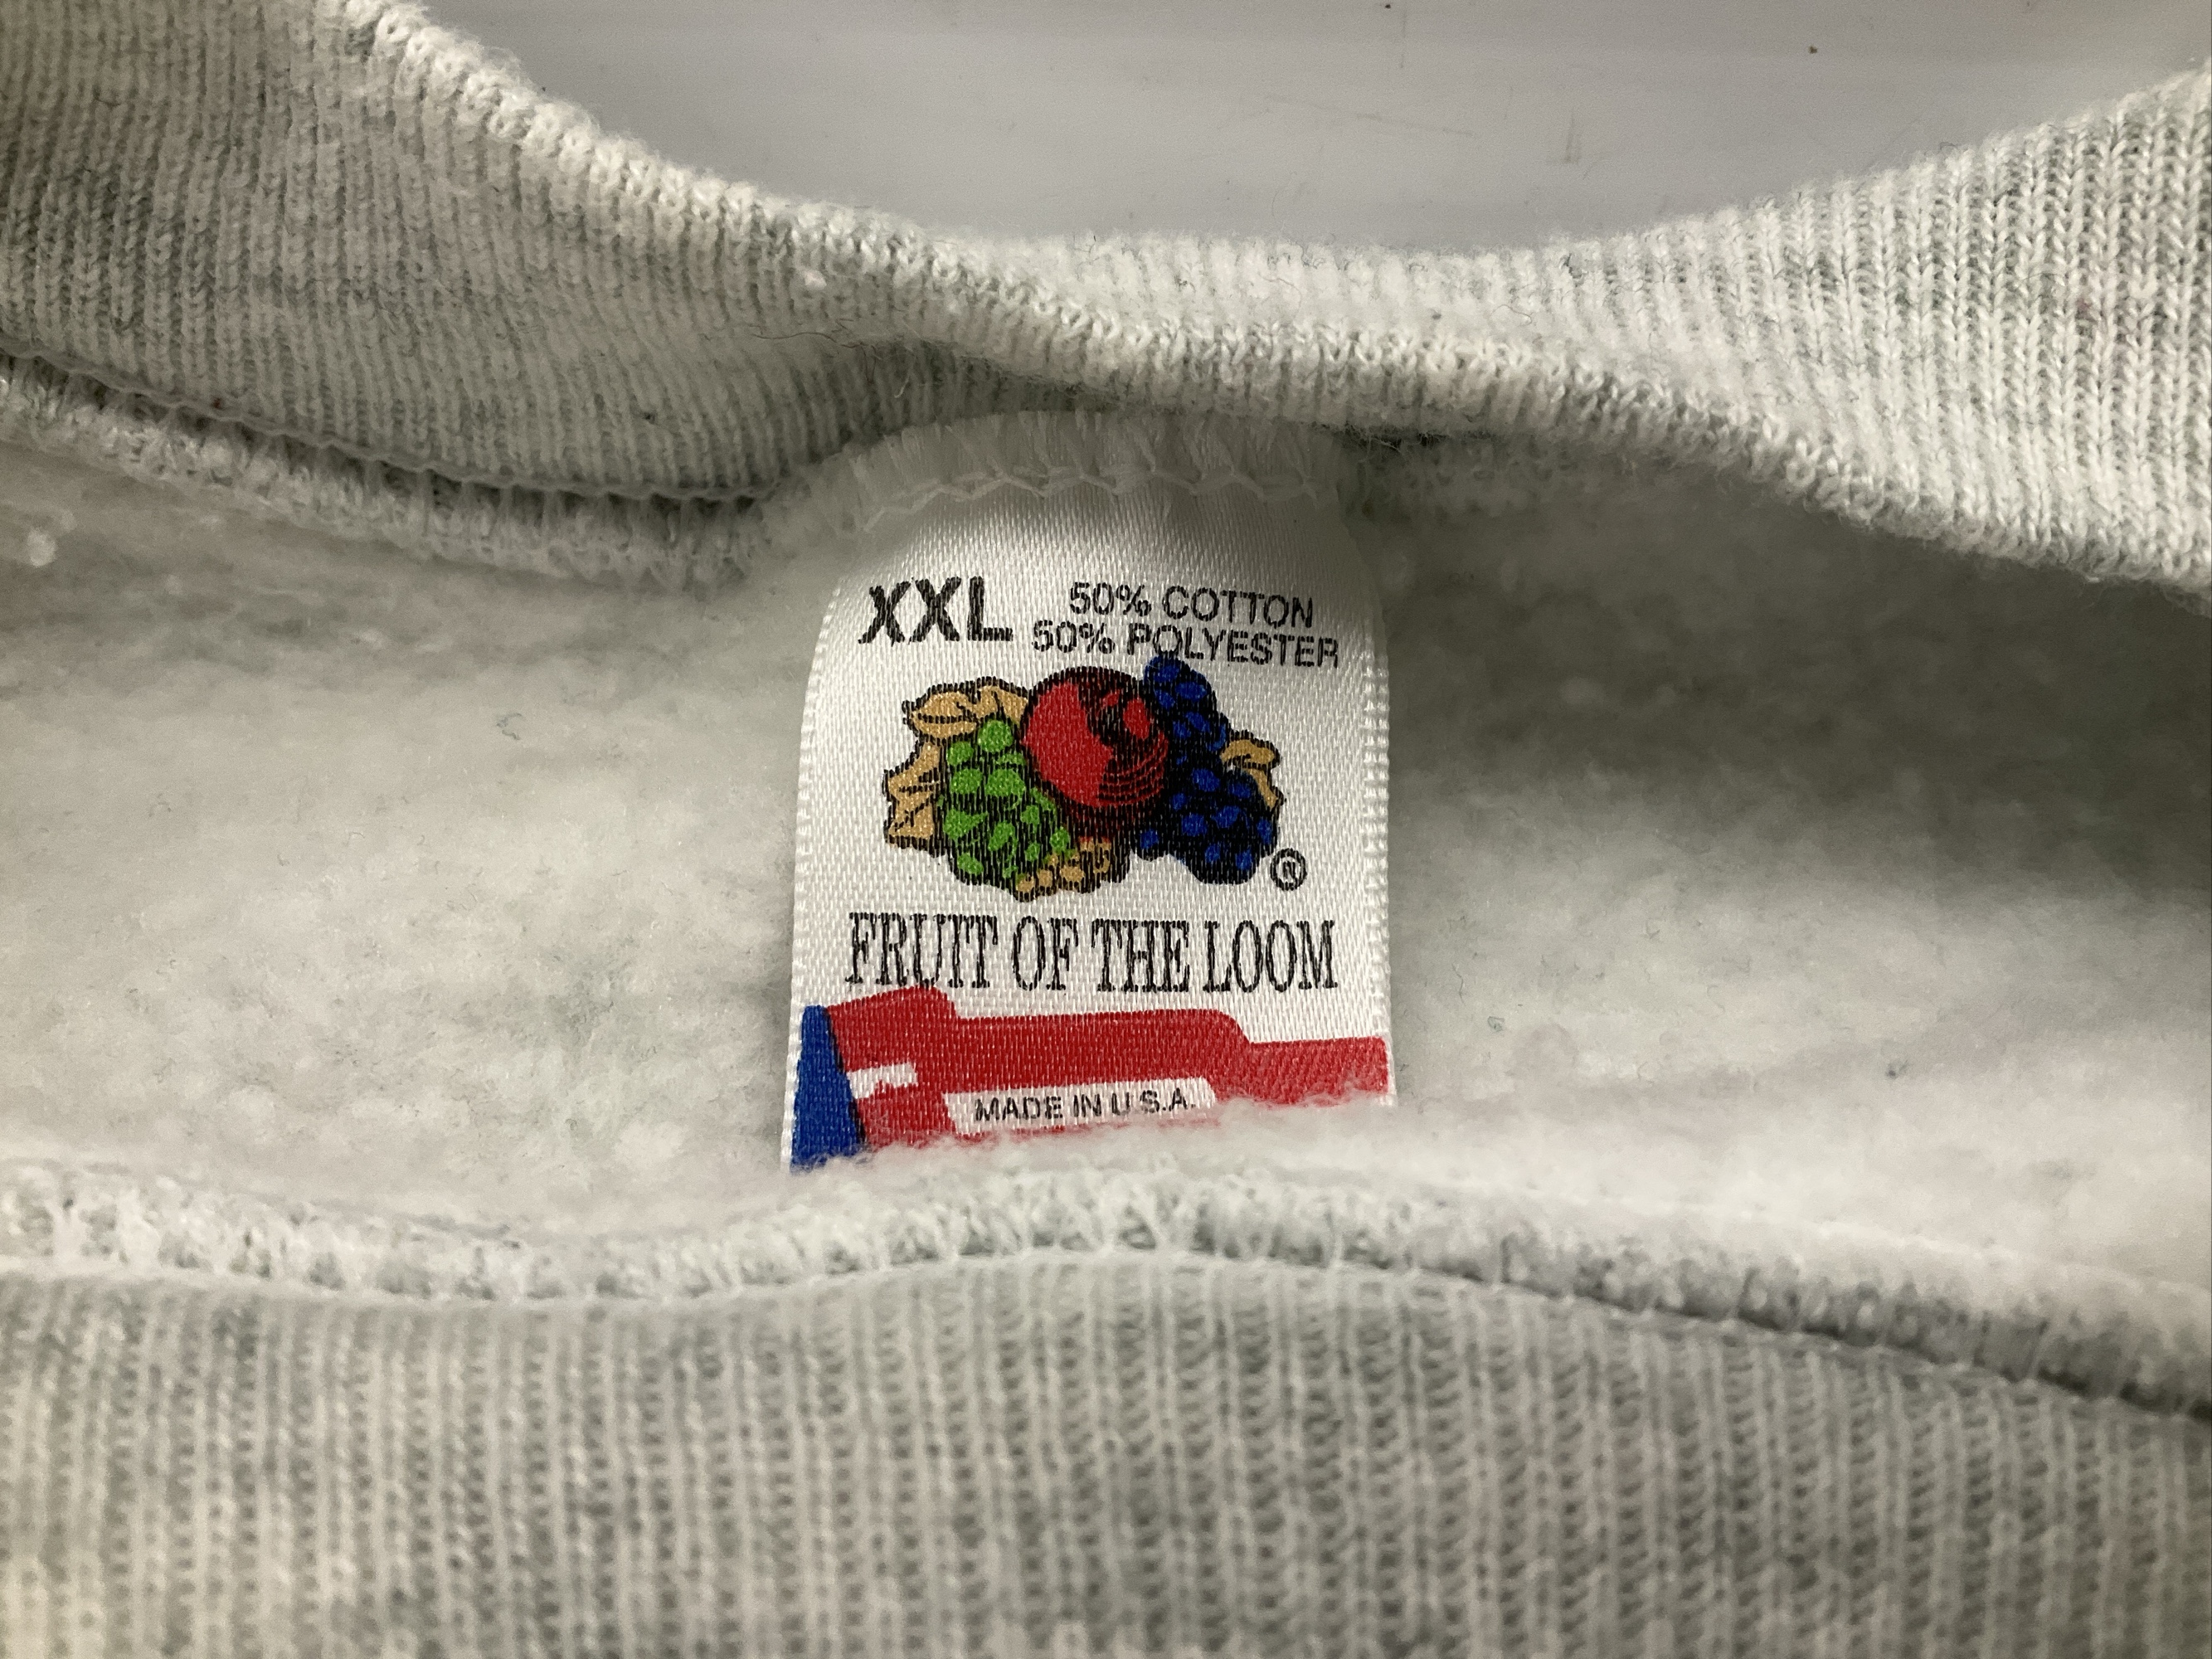 XXL 50% COTTON
50% POLYESTER
®
FRUIT OF THE LOOM
MADE IN U.S.A.